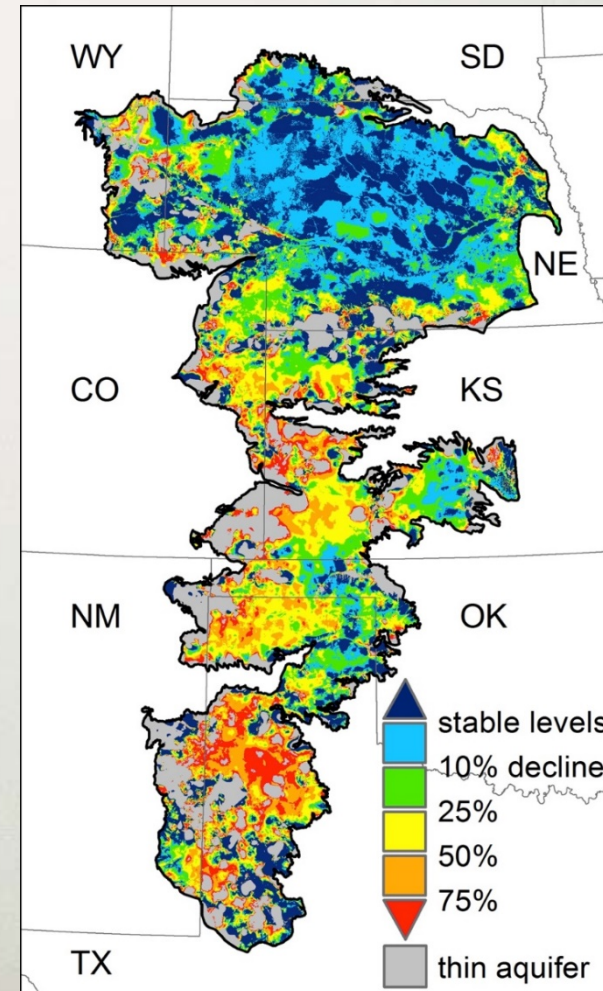 WY
SD
NE
CO
KS
NM
OK
stable levels
10% decline
25%
50%
75%
thin aquifer
TX